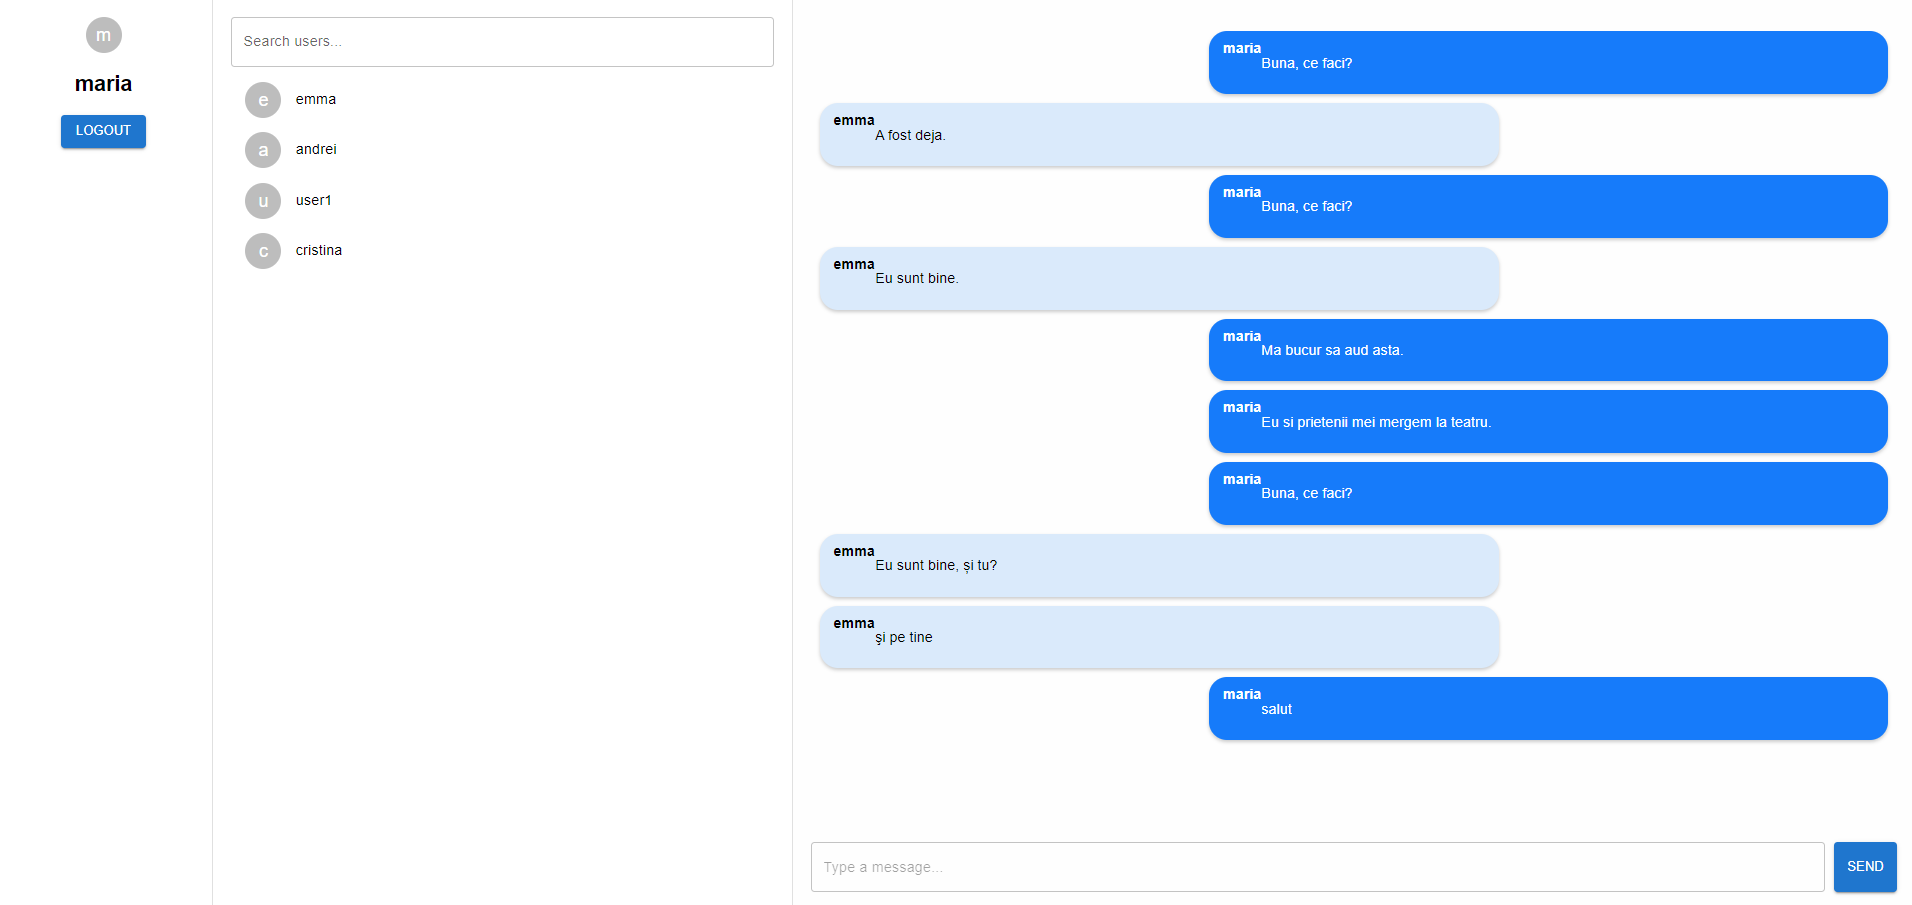 m
maria
LOGOUT
Search users...
e
emma
a
andrei
u
user1
c
cristina
maria
Buna, ce faci?
emma
A fost deja.
maria
Buna, ce faci?
emma
Eu sunt bine.
maria
Ma bucur sa aud asta.
maria
Eu si prietenii mei mergem la teatru.
maria
Buna, ce faci?
emma
Eu sunt bine, și tu?
emma
şi pe tine
maria
salut
Type a message...
SEND